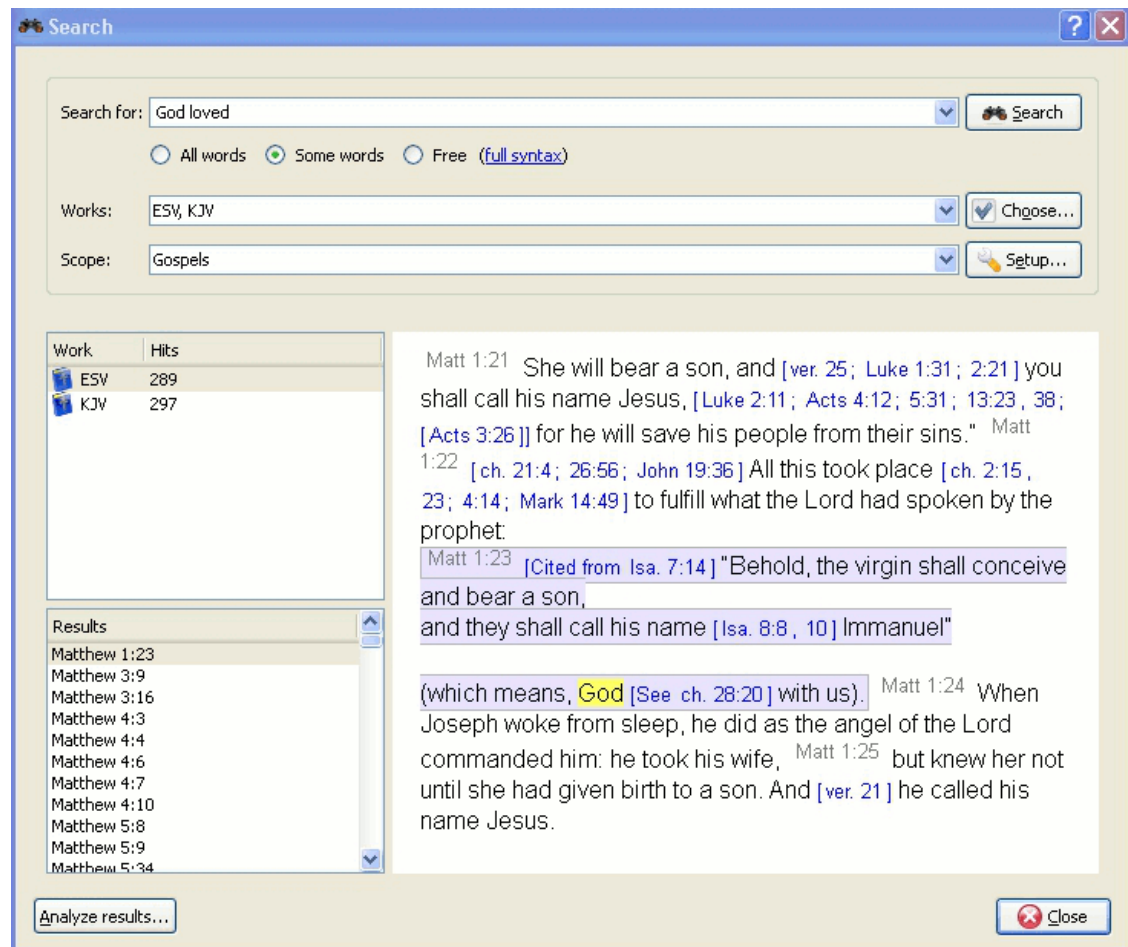 Search
Search for: God loved Search
All words Some words Free (full syntax)
Works: ESV, KJV Choose...
Scope: Gospels Setup...
Work Hits
ESV 289
KJV 297
Results
Matthew 1:23
Matthew 3:9
Matthew 3:16
Matthew 4:3
Matthew 4:4
Matthew 4:6
Matthew 4:7
Matthew 4:10
Matthew 5:8
Matthew 5:9
Matthew 5:34
Matt 1:21 She will bear a son, and [ver. 25; Luke 1:31; 2:21] you
shall call his name Jesus, [Luke 2:11; Acts 4:12; 5:31; 13:23, 38;
[Acts 3:26]] for he will save his people from their sins." Matt
1:22 [ch. 21:4; 26:56; John 19:36] All this took place [ch. 2:15,
23; 4:14; Mark 14:49] to fulfill what the Lord had spoken by the
prophet:
Matt 1:23 [Cited from Isa. 7:14] "Behold, the virgin shall conceive
and bear a son,
and they shall call his name [Isa. 8:8, 10] Immanuel"
(which means, God [See ch. 28:20] with us). Matt 1:24 When
Joseph woke from sleep, he did as the angel of the Lord
commanded him: he took his wife, Matt 1:25 but knew her not
until she had given birth to a son. And [ver. 21] he called his
name Jesus.
Analyze results... Close